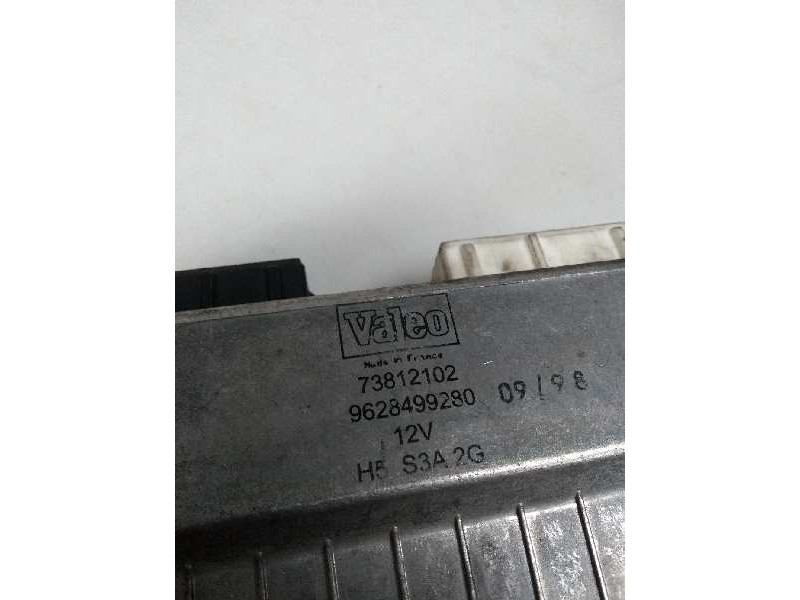 Valeo
Made in France
73812102
9628499280 09/98
12V
H5 S3A 2G